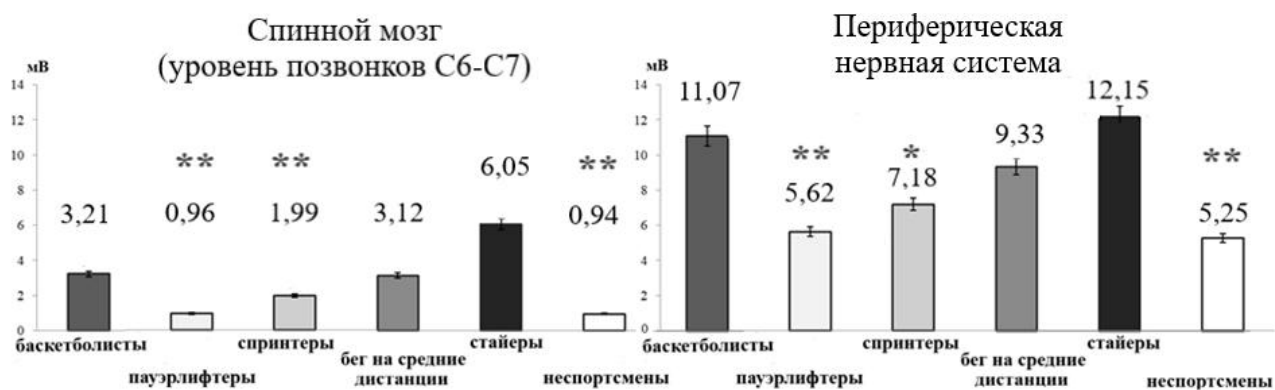 Спинной мозг
(уровень позвонков С6-С7)
мВ
14
12
10
8
6
4
2
0
3,21
**
0,96
**
1,99
3,12
6,05
**
0,94
баскетболисты
пауэрлифтеры
спринтеры
бег на средние
дистанции
стайеры
неспортсмены
Периферическая
нервная система
мВ
14
12
10
8
6
4
2
0
11,07
**
5,62
*
7,18
9,33
12,15
**
5,25
баскетболисты
пауэрлифтеры
спринтеры
бег на средние
дистанции
стайеры
неспортсмены